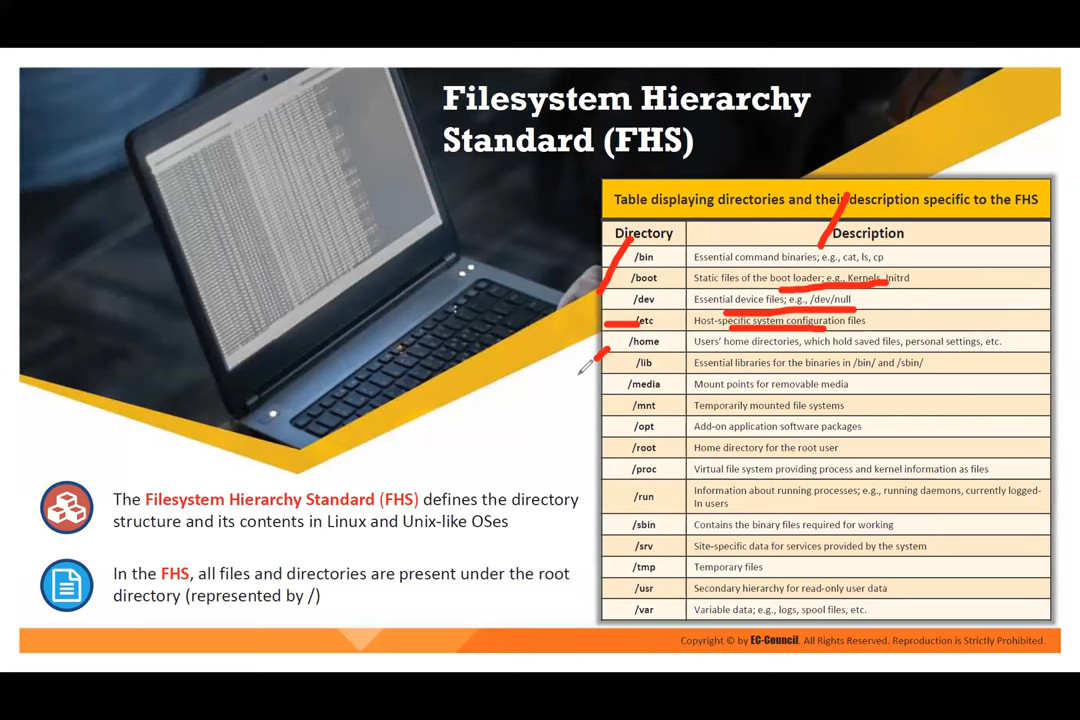 Filesystem Hierarchy
Standard (FHS)
Table displaying directories and their description specific to the FHS
Directory Description
/bin Essential command binaries; e.g., cat, ls, cp
/boot Static files of the boot loader; e.g., Kernels, Initrd
/dev Essential device files; e.g., /dev/null
/etc Host-specific system configuration files
/home Users' home directories, which hold saved files, personal settings, etc.
/lib Essential libraries for the binaries in /bin/ and /sbin/
/media Mount points for removable media
/mnt Temporarily mounted file systems
/opt Add-on application software packages
/root Home directory for the root user
/proc Virtual file system providing process and kernel information as files
/run Information about running processes; e.g., running daemons, currently logged-
in users
/sbin Contains the binary files required for working
/srv Site-specific data for services provided by the system
/tmp Temporary files
/usr Secondary hierarchy for read-only user data
/var Variable data; e.g., logs, spool files, etc.
The Filesystem Hierarchy Standard (FHS) defines the directory
structure and its contents in Linux and Unix-like OSes
In the FHS, all files and directories are present under the root
directory (represented by /)
Copyright © by EC-Council. All Rights Reserved. Reproduction is Strictly Prohibited.